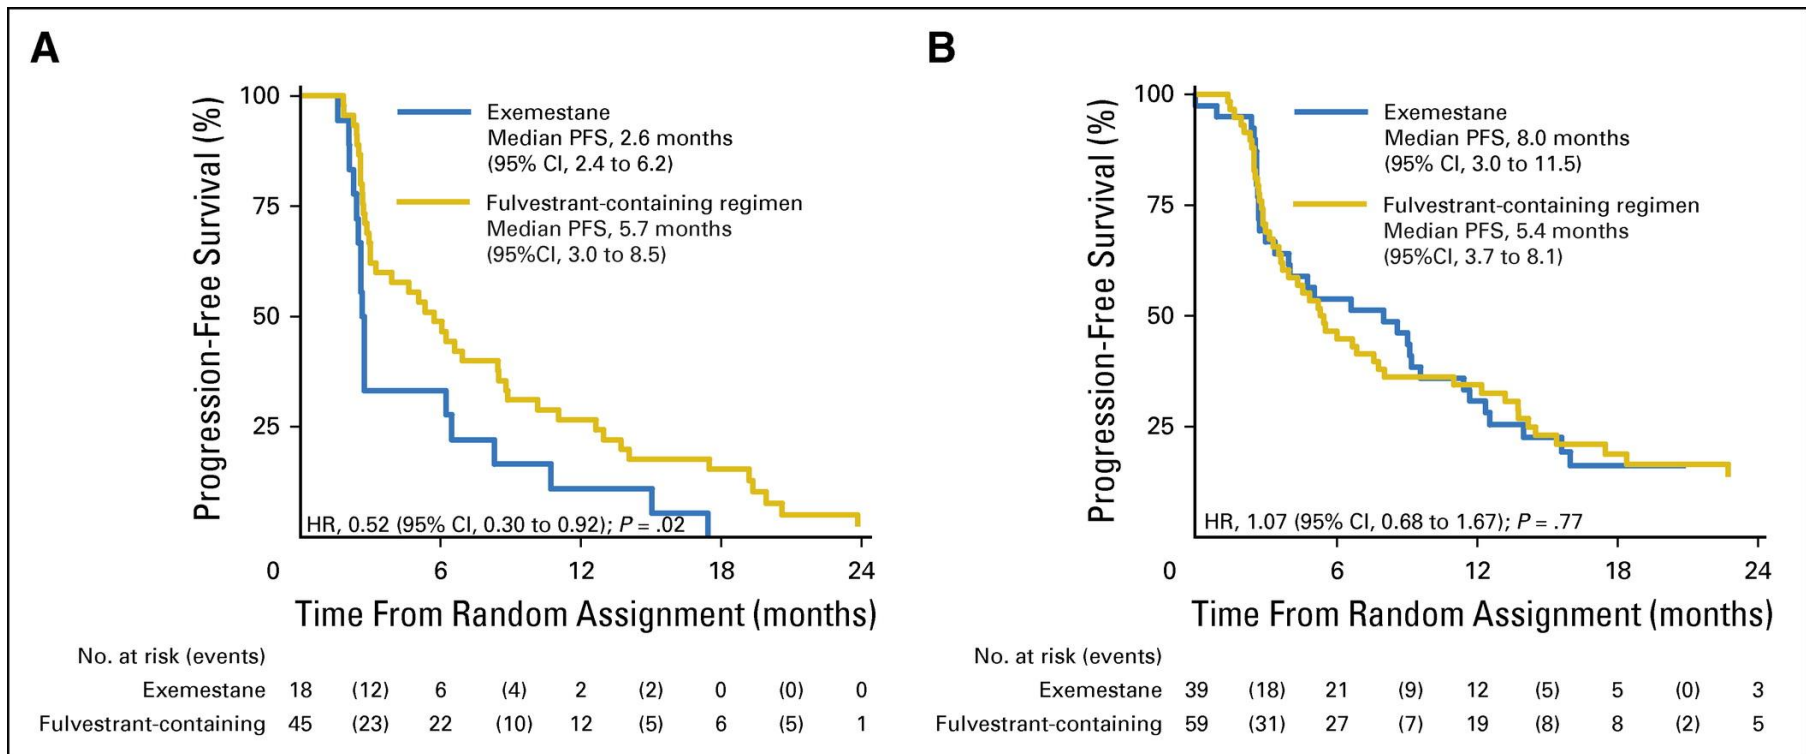 A
Progression-Free Survival (%)
100
75
50
25
Exemestane
Median PFS, 2.6 months
(95% CI, 2.4 to 6.2)
Fulvestrant-containing regimen
Median PFS, 5.7 months
(95%CI, 3.0 to 8.5)
HR, 0.52 (95% CI, 0.30 to 0.92); P = .02
0 6 12 18 24
Time From Random Assignment (months)
No. at risk (events)
Exemestane 18 (12) 6 (4) 2 (2) 0 (0) 0
Fulvestrant-containing 45 (23) 22 (10) 12 (5) 6 (5) 1
B
Progression-Free Survival (%)
100
75
50
25
Exemestane
Median PFS, 8.0 months
(95% CI, 3.0 to 11.5)
Fulvestrant-containing regimen
Median PFS, 5.4 months
(95%CI, 3.7 to 8.1)
HR, 1.07 (95% CI, 0.68 to 1.67); P = .77
0 6 12 18 24
Time From Random Assignment (months)
No. at risk (events)
Exemestane 39 (18) 21 (9) 12 (5) 5 (0) 3
Fulvestrant-containing 59 (31) 27 (7) 19 (8) 8 (2) 5